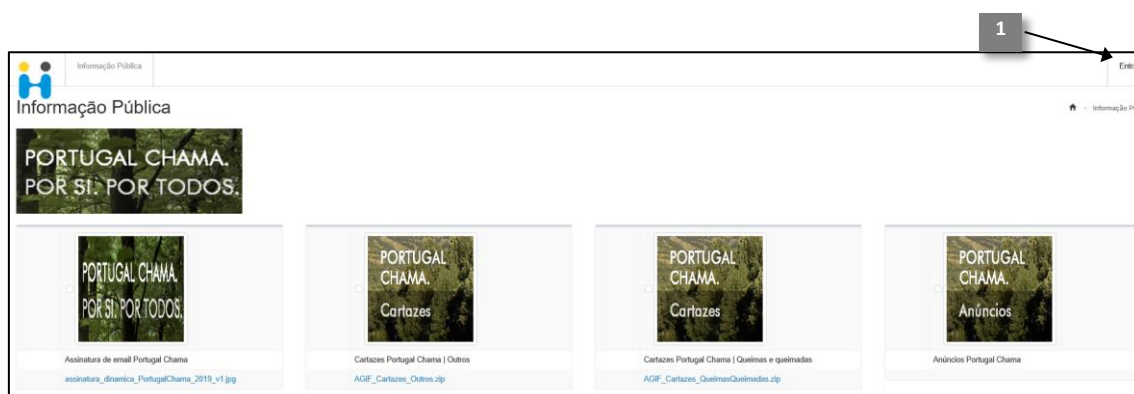 1
Informação Pública
Informação Pública
PORTUGAL CHAMA.
POR SI. POR TODOS.
PORTUGAL CHAMA.
POR SI. POR TODOS.
Assinatura de email Portugal Chama
assinatura_dinamica_PortugalChama_2019_v1.jpg
PORTUGAL
CHAMA.
Cartazes
Cartazes Portugal Chama | Outros
AGIF_Cartazes_Outros.zip
PORTUGAL
CHAMA.
Cartazes
Cartazes Portugal Chama | Queimas e queimadas
AGIF_Cartazes_QueimasQueimadas.zip
PORTUGAL
CHAMA.
Anúncios
Anúncios Portugal Chama